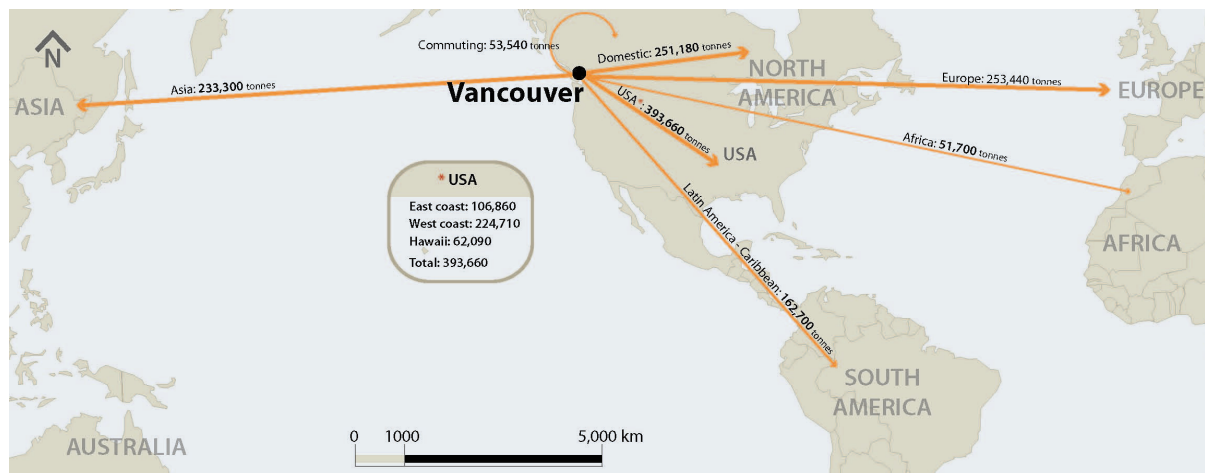 N
Commuting: 53,540 tonnes
Domestic: 251,180 tonnes
NORTH
AMERICA
Asia: 233,300 tonnes
ASIA
Vancouver
Europe: 253,440 tonnes
EUROPE
USA*: 393,660 tonnes
USA
Africa: 51,700 tonnes
AFRICA
Latin America - Caribbean: 162,700 tonnes
* USA
East coast: 106,860
West coast: 224,710
Hawaii: 62,090
Total: 393,660
SOUTH
AMERICA
AUSTRALIA
0 1000 5,000 km